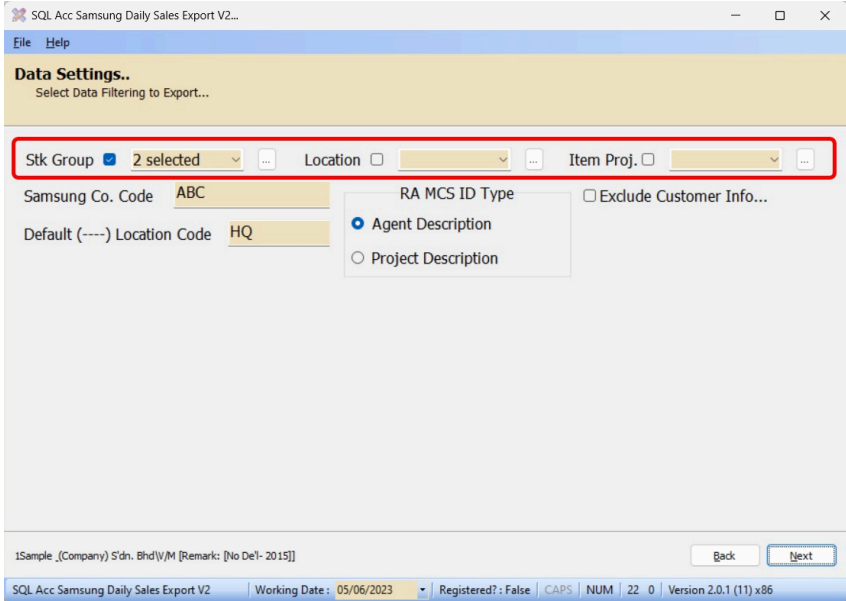 SQL Acc Samsung Daily Sales Export V2...
File Help
Data Settings..
Select Data Filtering to Export...
Stk Group 2 selected ... Location ... Item Proj. ...
Samsung Co. Code ABC RA MCS ID Type Exclude Customer Info...
Agent Description
Default (----) Location Code HQ
Project Description
1Sample_(Company) S'dn. Bhd\V/M [Remark: [No De'l- 2015]]
Back Next
SQL Acc Samsung Daily Sales Export V2 Working Date : 05/06/2023 Registered? : False CAPS NUM 22 0 Version 2.0.1 (11) x86